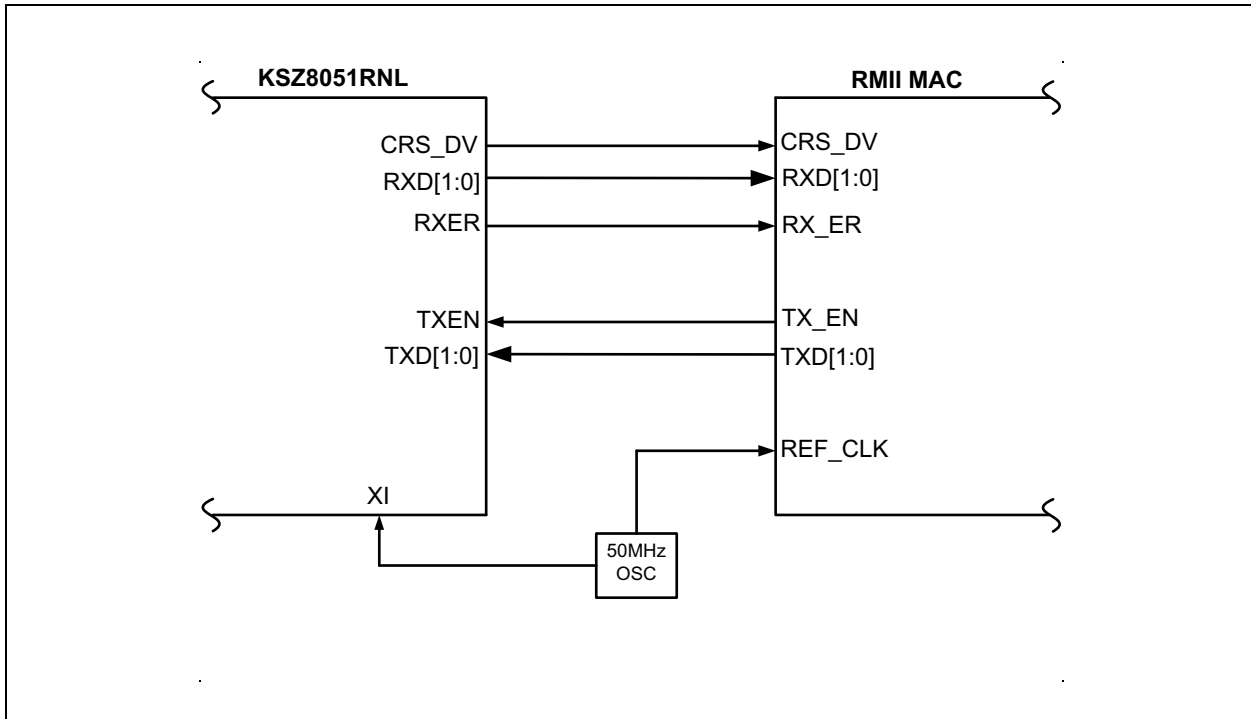 KSZ8051RNL
RMII MAC
CRS_DV
CRS_DV
RXD[1:0]
RXD[1:0]
RXER
RX_ER
TXEN
TX_EN
TXD[1:0]
TXD[1:0]
REF_CLK
XI
50MHz
OSC